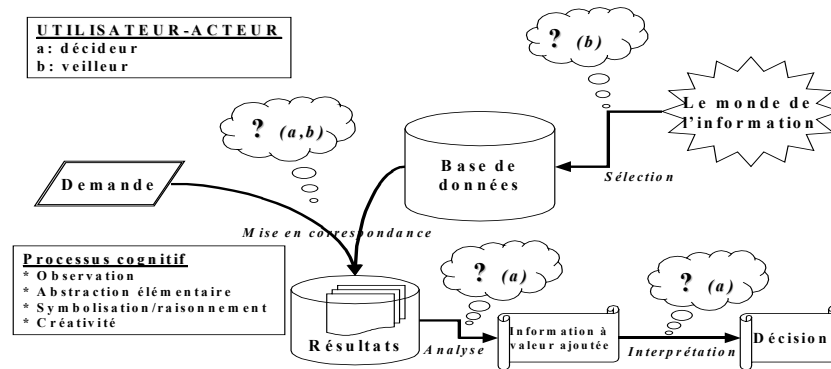 UTILISATEUR-ACTEUR
a: décideur
b: veilleur
? (b)
Le monde de
l'information
? (a,b)
Base de
données
Sélection
Demande
Mise en correspondance
Processus cognitif
* Observation
* Abstraction élémentaire
* Symbolisation/raisonnement
* Créativité
? (a)
? (a)
Résultats
Analyse
Information à
valeur ajoutée
Interprétation
Décision